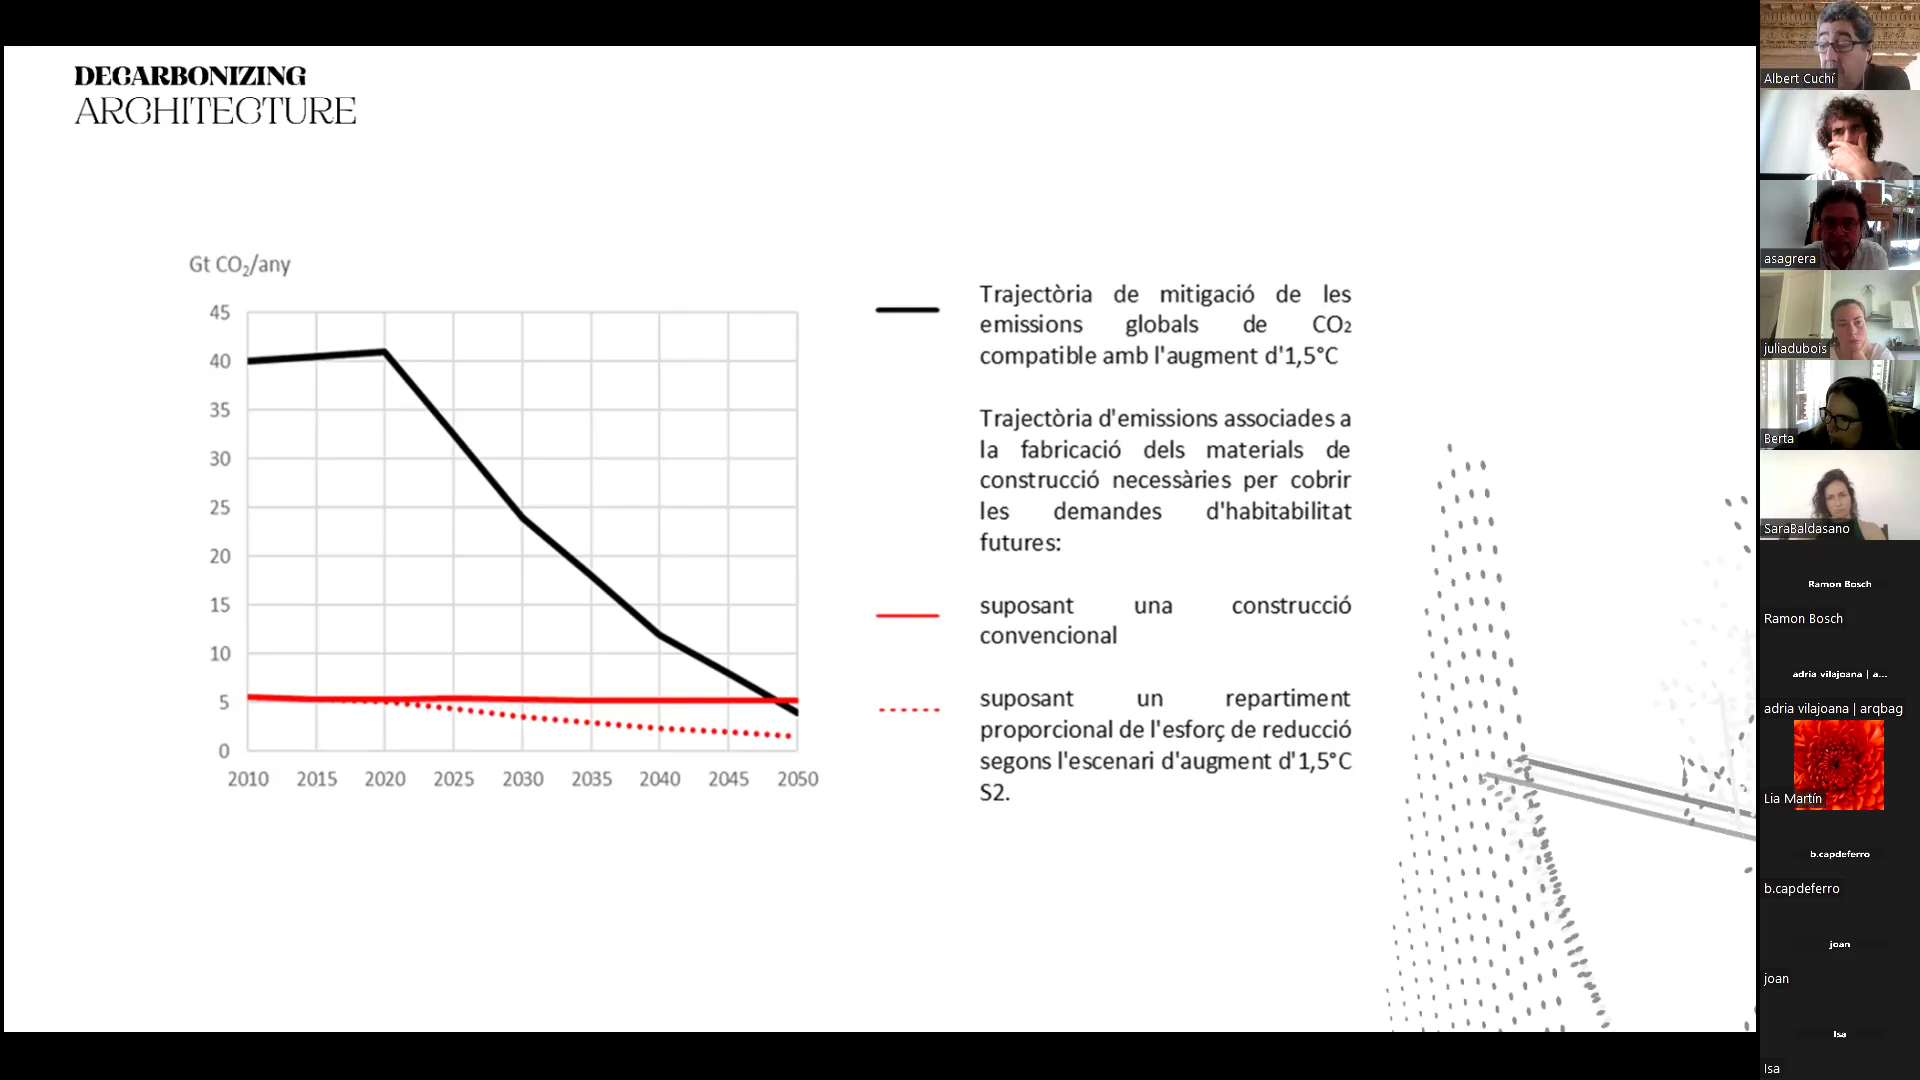 DECARBONIZING
ARCHITECTURE
Gt CO₂/any
45
40
35
30
25
20
15
10
5
0
2010 2015 2020 2025 2030 2035 2040 2045 2050
Trajectòria de mitigació de les
emissions globals de CO₂
compatible amb l'augment d'1,5°C
Trajectòria d'emissions associades a
la fabricació dels materials de
construcció necessàries per cobrir
les demandes d'habitabilitat
futures:
suposant una construcció
convencional
suposant un repartiment
proporcional de l'esforç de reducció
segons l'escenari d'augment d'1,5°C
S2.
Albert Cuchí
asagrera
juliadubois
Berta
SaraBaldasano
Ramon Bosch
Ramon Bosch
adria vilajoana | a...
adria vilajoana | arqbag
Lia Martín
b.capdeferro
b.capdeferro
joan
joan
Isa
Isa